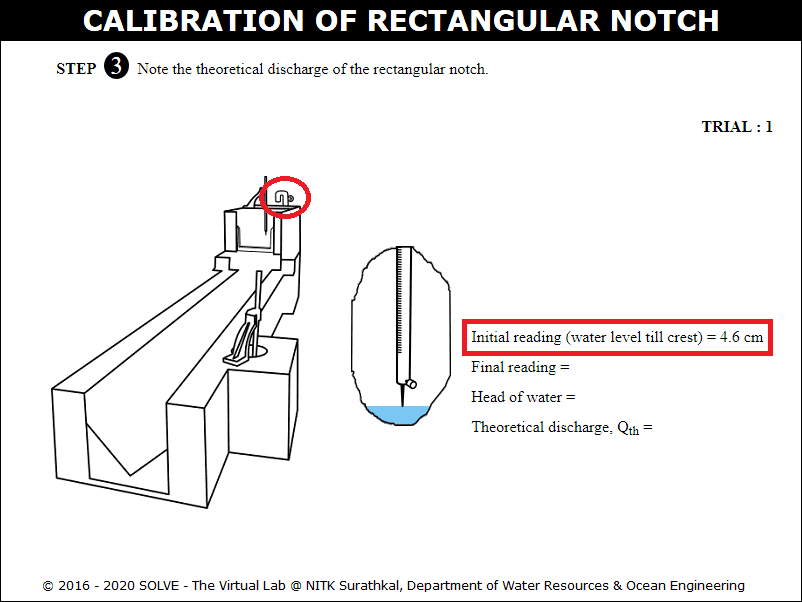 CALIBRATION OF RECTANGULAR NOTCH
STEP 3 Note the theoretical discharge of the rectangular notch.
TRIAL : 1
Initial reading (water level till crest) = 4.6 cm
Final reading =
Head of water =
Theoretical discharge, Qth =
© 2016 - 2020 SOLVE - The Virtual Lab @ NITK Surathkal, Department of Water Resources & Ocean Engineering